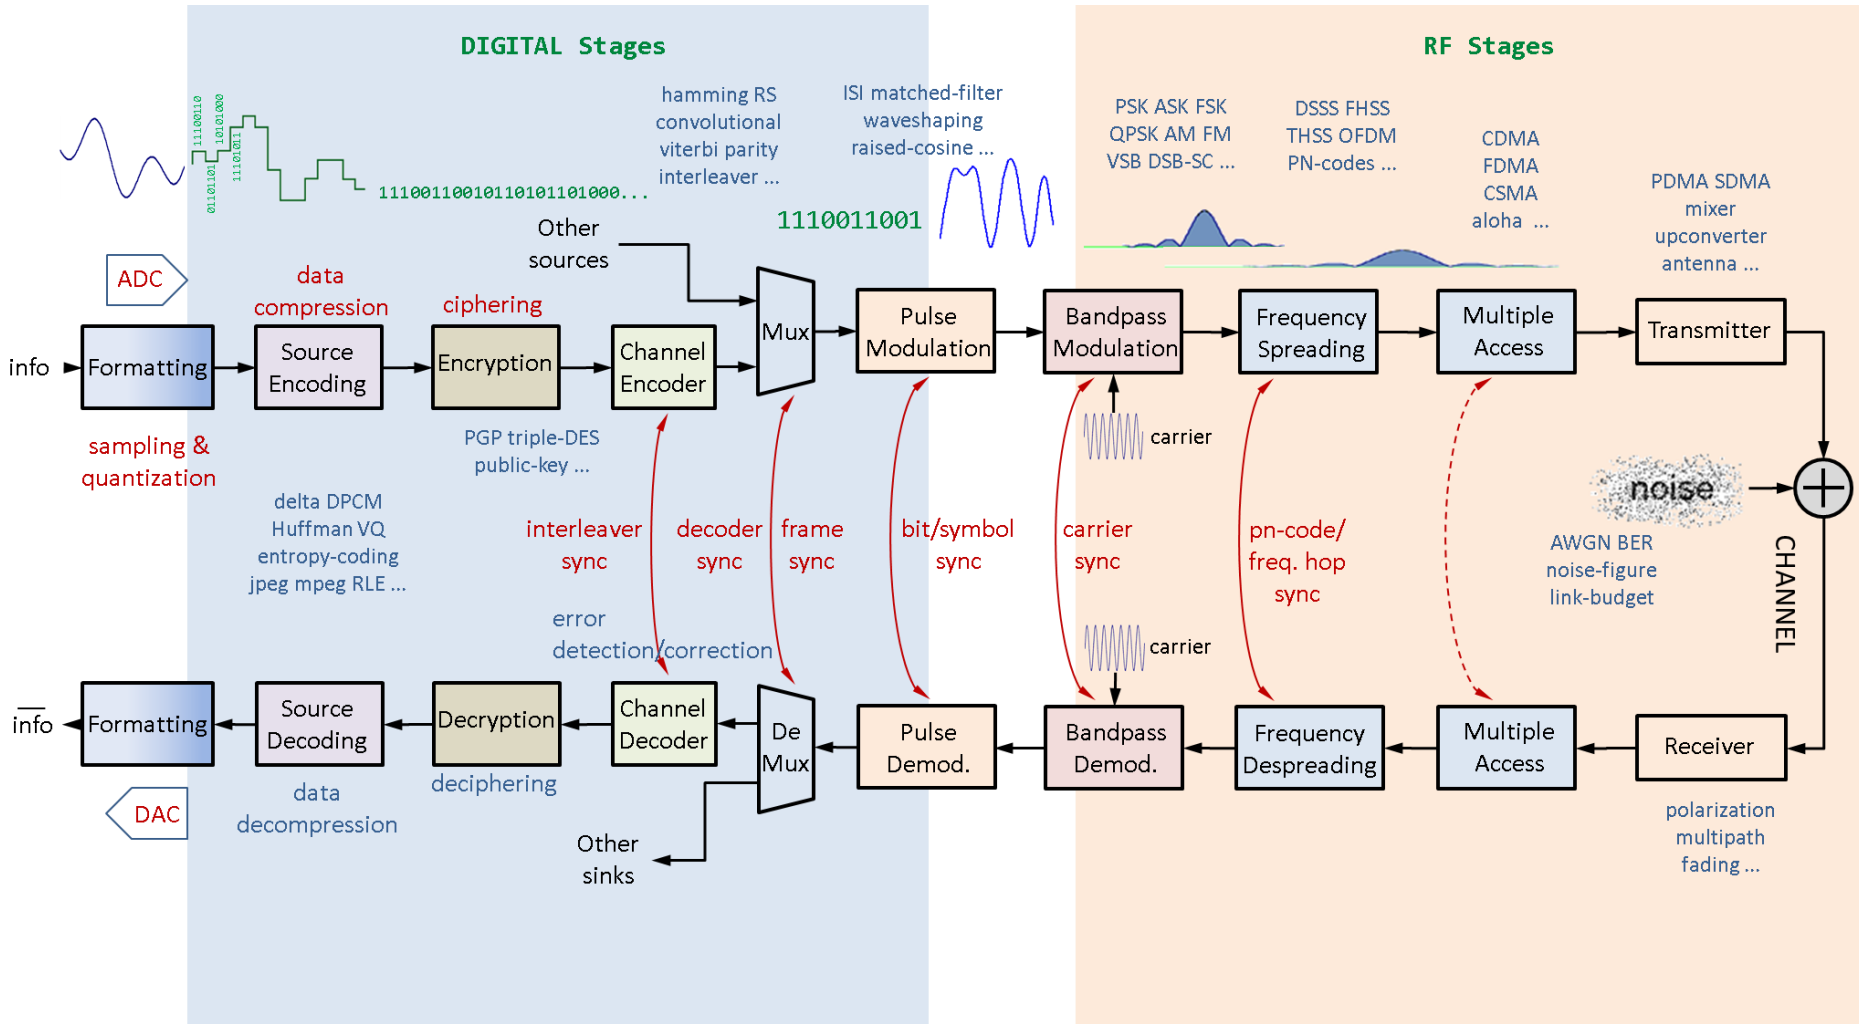 DIGITAL Stages
RF Stages
11100110
01101101
10101000
11101011
11100110010110101101000...
hamming RS
convolutional
viterbi parity
interleaver ...
1110011001
ISI matched-filter
waveshaping
raised-cosine ...
PSK ASK FSK
QPSK AM FM
VSB DSB-SC ...
DSSS FHSS
THSS OFDM
PN-codes ...
CDMA
FDMA
CSMA
aloha ...
PDMA SDMA
mixer
upconverter
antenna ...
Other
sources
ADC
data
compression
ciphering
info
Formatting
Source
Encoding
Encryption
Channel
Encoder
Mux
Pulse
Modulation
Bandpass
Modulation
Frequency
Spreading
Multiple
Access
Transmitter
sampling &
quantization
PGP triple-DES
public-key ...
carrier
delta DPCM
Huffman VQ
entropy-coding
jpeg mpeg RLE ...
interleaver
sync
decoder
sync
frame
sync
bit/symbol
sync
carrier
sync
pn-code/
freq. hop
sync
noise
AWGN BER
noise-figure
link-budget
CHANNEL
error
detection/correction
carrier
info
Formatting
Source
Decoding
Decryption
Channel
Decoder
De
Mux
Pulse
Demod.
Bandpass
Demod.
Frequency
Despreading
Multiple
Access
Receiver
DAC
data
decompression
deciphering
Other
sinks
polarization
multipath
fading ...